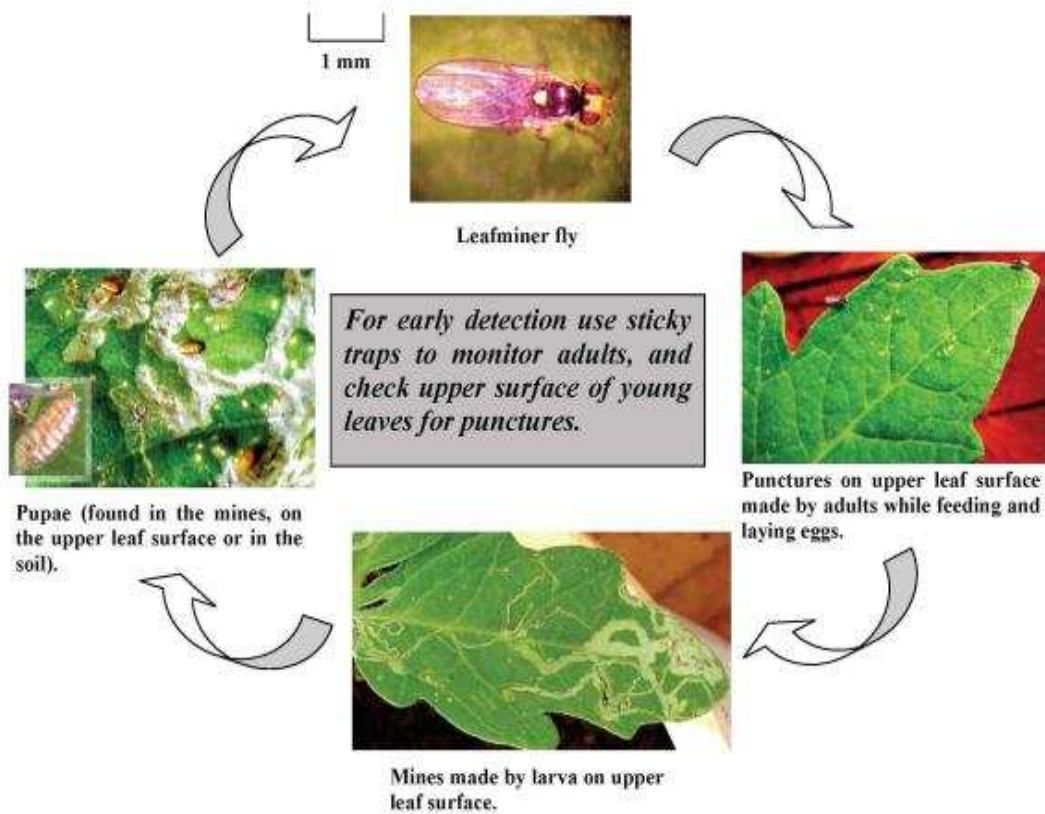 1 mm
Leafminer fly
For early detection use sticky
traps to monitor adults, and
check upper surface of young
leaves for punctures.
Punctures on upper leaf surface
made by adults while feeding and
laying eggs.
Pupae (found in the mines, on
the upper leaf surface or in the
soil).
Mines made by larva on upper
leaf surface.